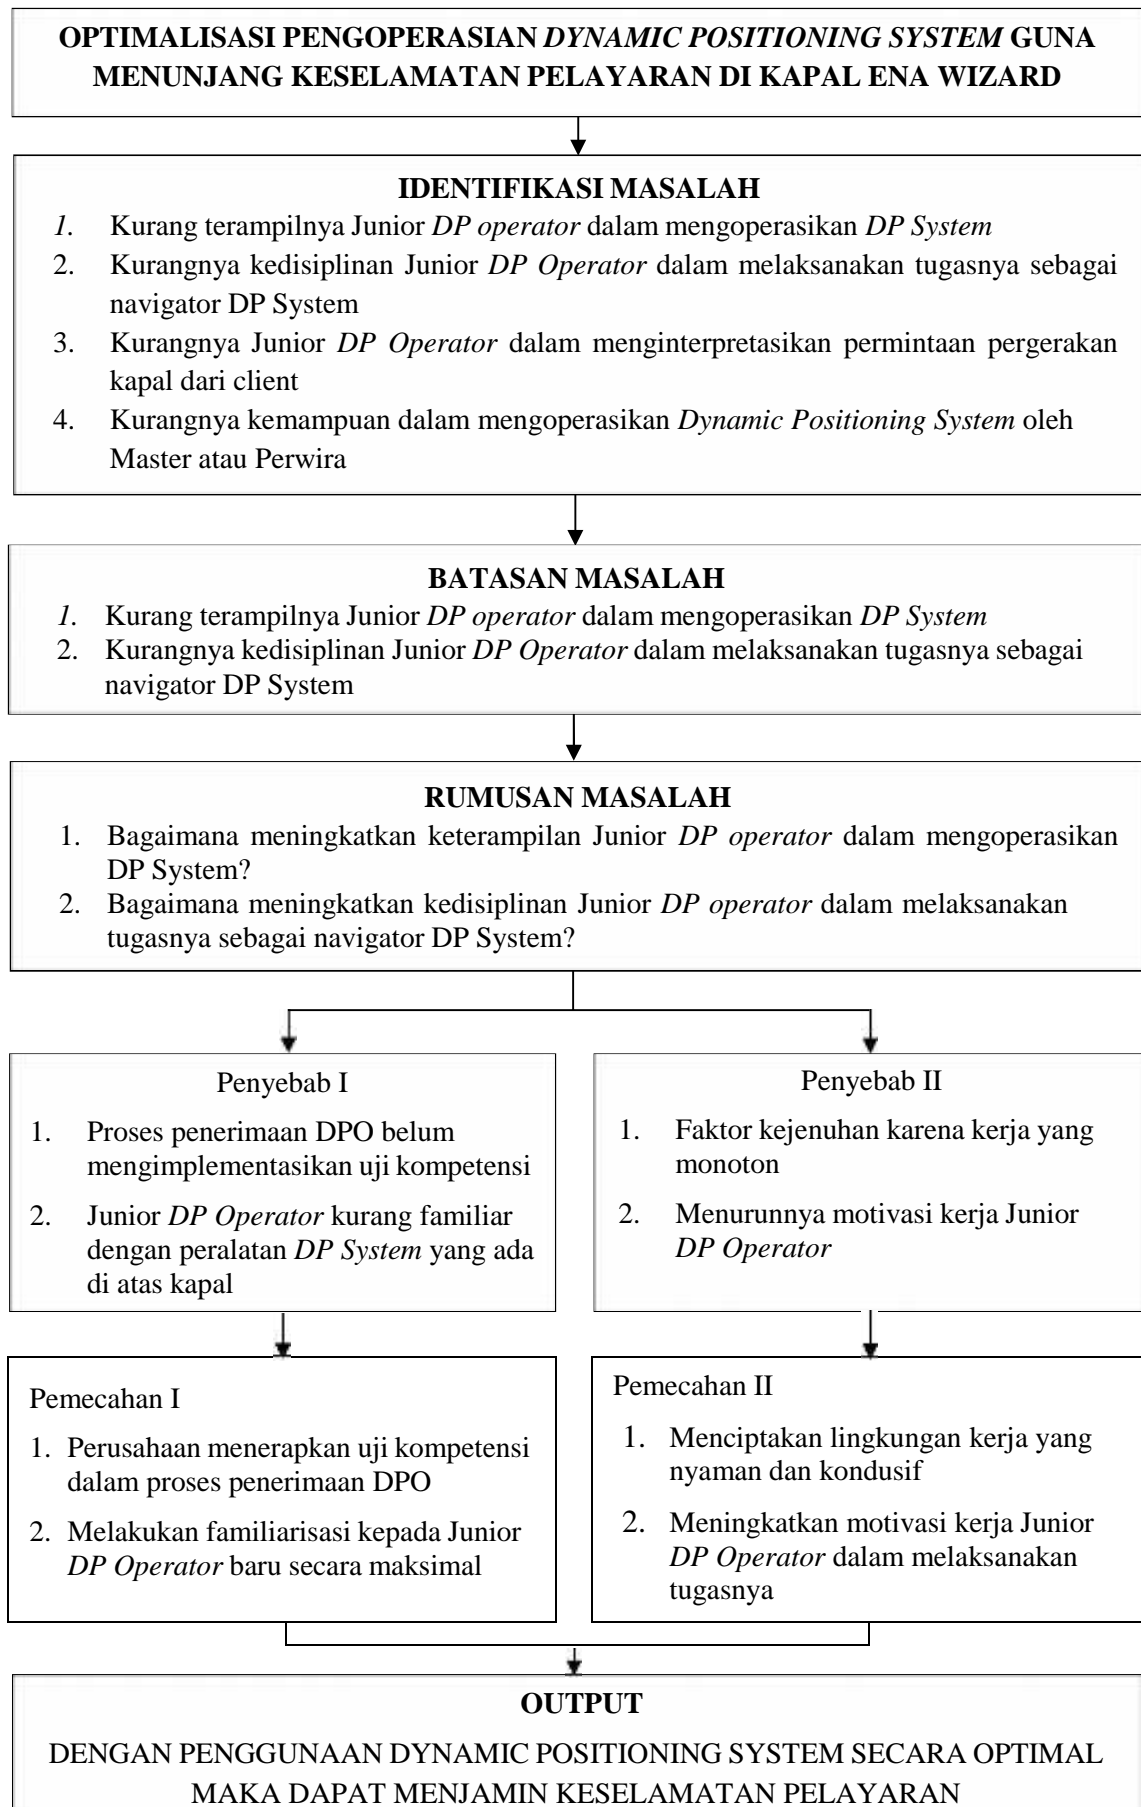 OPTIMALISASI PENGOPERASIAN DYNAMIC POSITIONING SYSTEM GUNA
MENUNJANG KESELAMATAN PELAYARAN DI KAPAL ENA WIZARD
IDENTIFIKASI MASALAH
1. Kurang terampilnya Junior DP operator dalam mengoperasikan DP System
2. Kurangnya kedisiplinan Junior DP Operator dalam melaksanakan tugasnya sebagai
navigator DP System
3. Kurangnya Junior DP Operator dalam menginterpretasikan permintaan pergerakan
kapal dari client
4. Kurangnya kemampuan dalam mengoperasikan Dynamic Positioning System oleh
Master atau Perwira
BATASAN MASALAH
1. Kurang terampilnya Junior DP operator dalam mengoperasikan DP System
2. Kurangnya kedisiplinan Junior DP Operator dalam melaksanakan tugasnya sebagai
navigator DP System
RUMUSAN MASALAH
1. Bagaimana meningkatkan keterampilan Junior DP operator dalam mengoperasikan
DP System?
2. Bagaimana meningkatkan kedisiplinan Junior DP operator dalam melaksanakan
tugasnya sebagai navigator DP System?
Penyebab I
1. Proses penerimaan DPO belum
mengimplementasikan uji kompetensi
2. Junior DP Operator kurang familiar
dengan peralatan DP System yang ada
di atas kapal
Penyebab II
1. Faktor kejenuhan karena kerja yang
monoton
2. Menurunnya motivasi kerja Junior
DP Operator
Pemecahan I
1. Perusahaan menerapkan uji kompetensi
dalam proses penerimaan DPO
2. Melakukan familiarisasi kepada Junior
DP Operator baru secara maksimal
Pemecahan II
1. Menciptakan lingkungan kerja yang
nyaman dan kondusif
2. Meningkatkan motivasi kerja Junior
DP Operator dalam melaksanakan
tugasnya
OUTPUT
DENGAN PENGGUNAAN DYNAMIC POSITIONING SYSTEM SECARA OPTIMAL
MAKA DAPAT MENJAMIN KESELAMATAN PELAYARAN